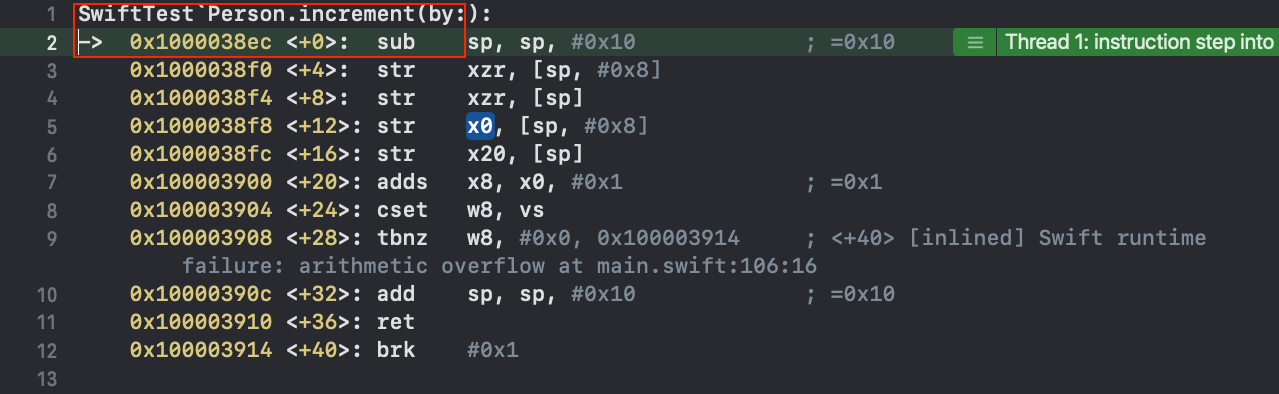 1 SwiftTest`Person.increment(by:):
2 -> 0x1000038ec <+0>: sub sp, sp, #0x10 ; =0x10 Thread 1: instruction step into
3 0x1000038f0 <+4>: str xzr, [sp, #0x8]
4 0x1000038f4 <+8>: str xzr, [sp]
5 0x1000038f8 <+12>: str x0, [sp, #0x8]
6 0x1000038fc <+16>: str x20, [sp]
7 0x100003900 <+20>: adds x8, x0, #0x1 ; =0x1
8 0x100003904 <+24>: cset w8, vs
9 0x100003908 <+28>: tbnz w8, #0x0, 0x100003914 ; <+40> [inlined] Swift runtime
failure: arithmetic overflow at main.swift:106:16
10 0x10000390c <+32>: add sp, sp, #0x10 ; =0x10
11 0x100003910 <+36>: ret
12 0x100003914 <+40>: brk #0x1
13